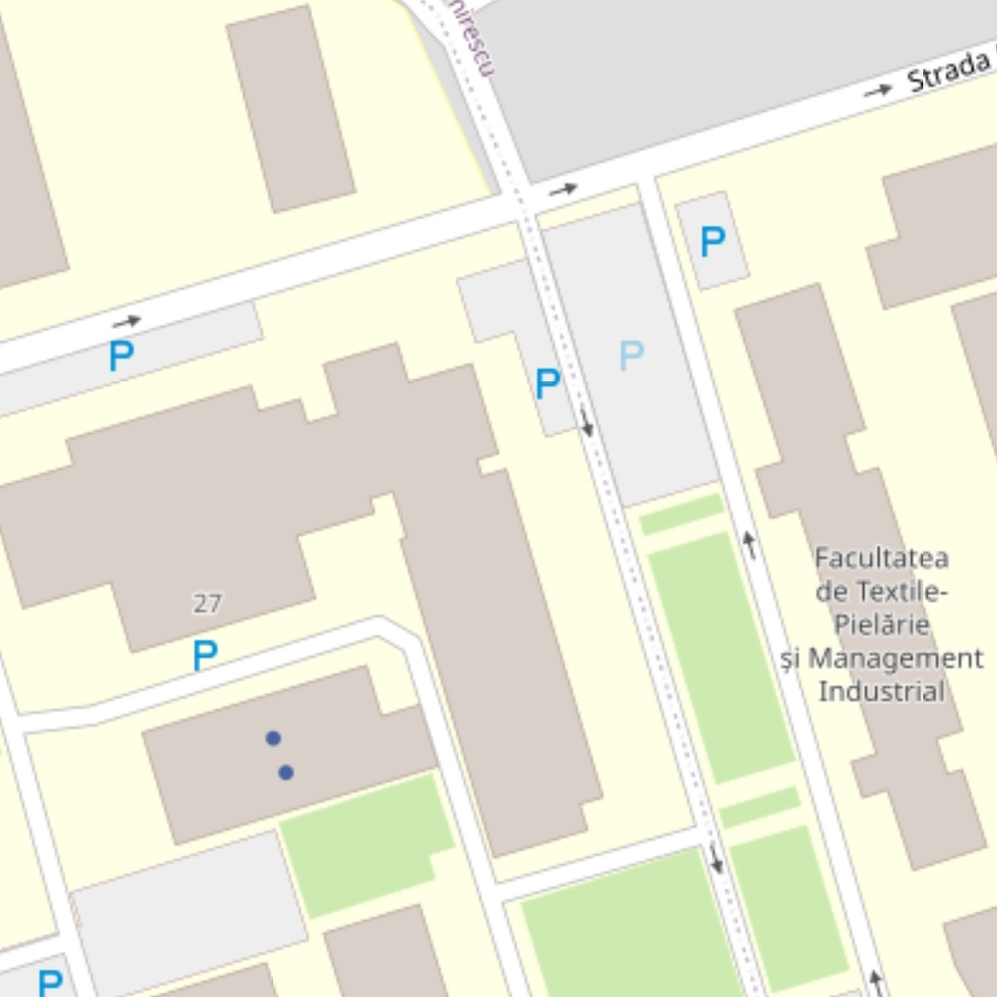 Strada
P
P
P
P
27
P
Facultatea
de Textile-
Pielărie
și Management
Industrial
P